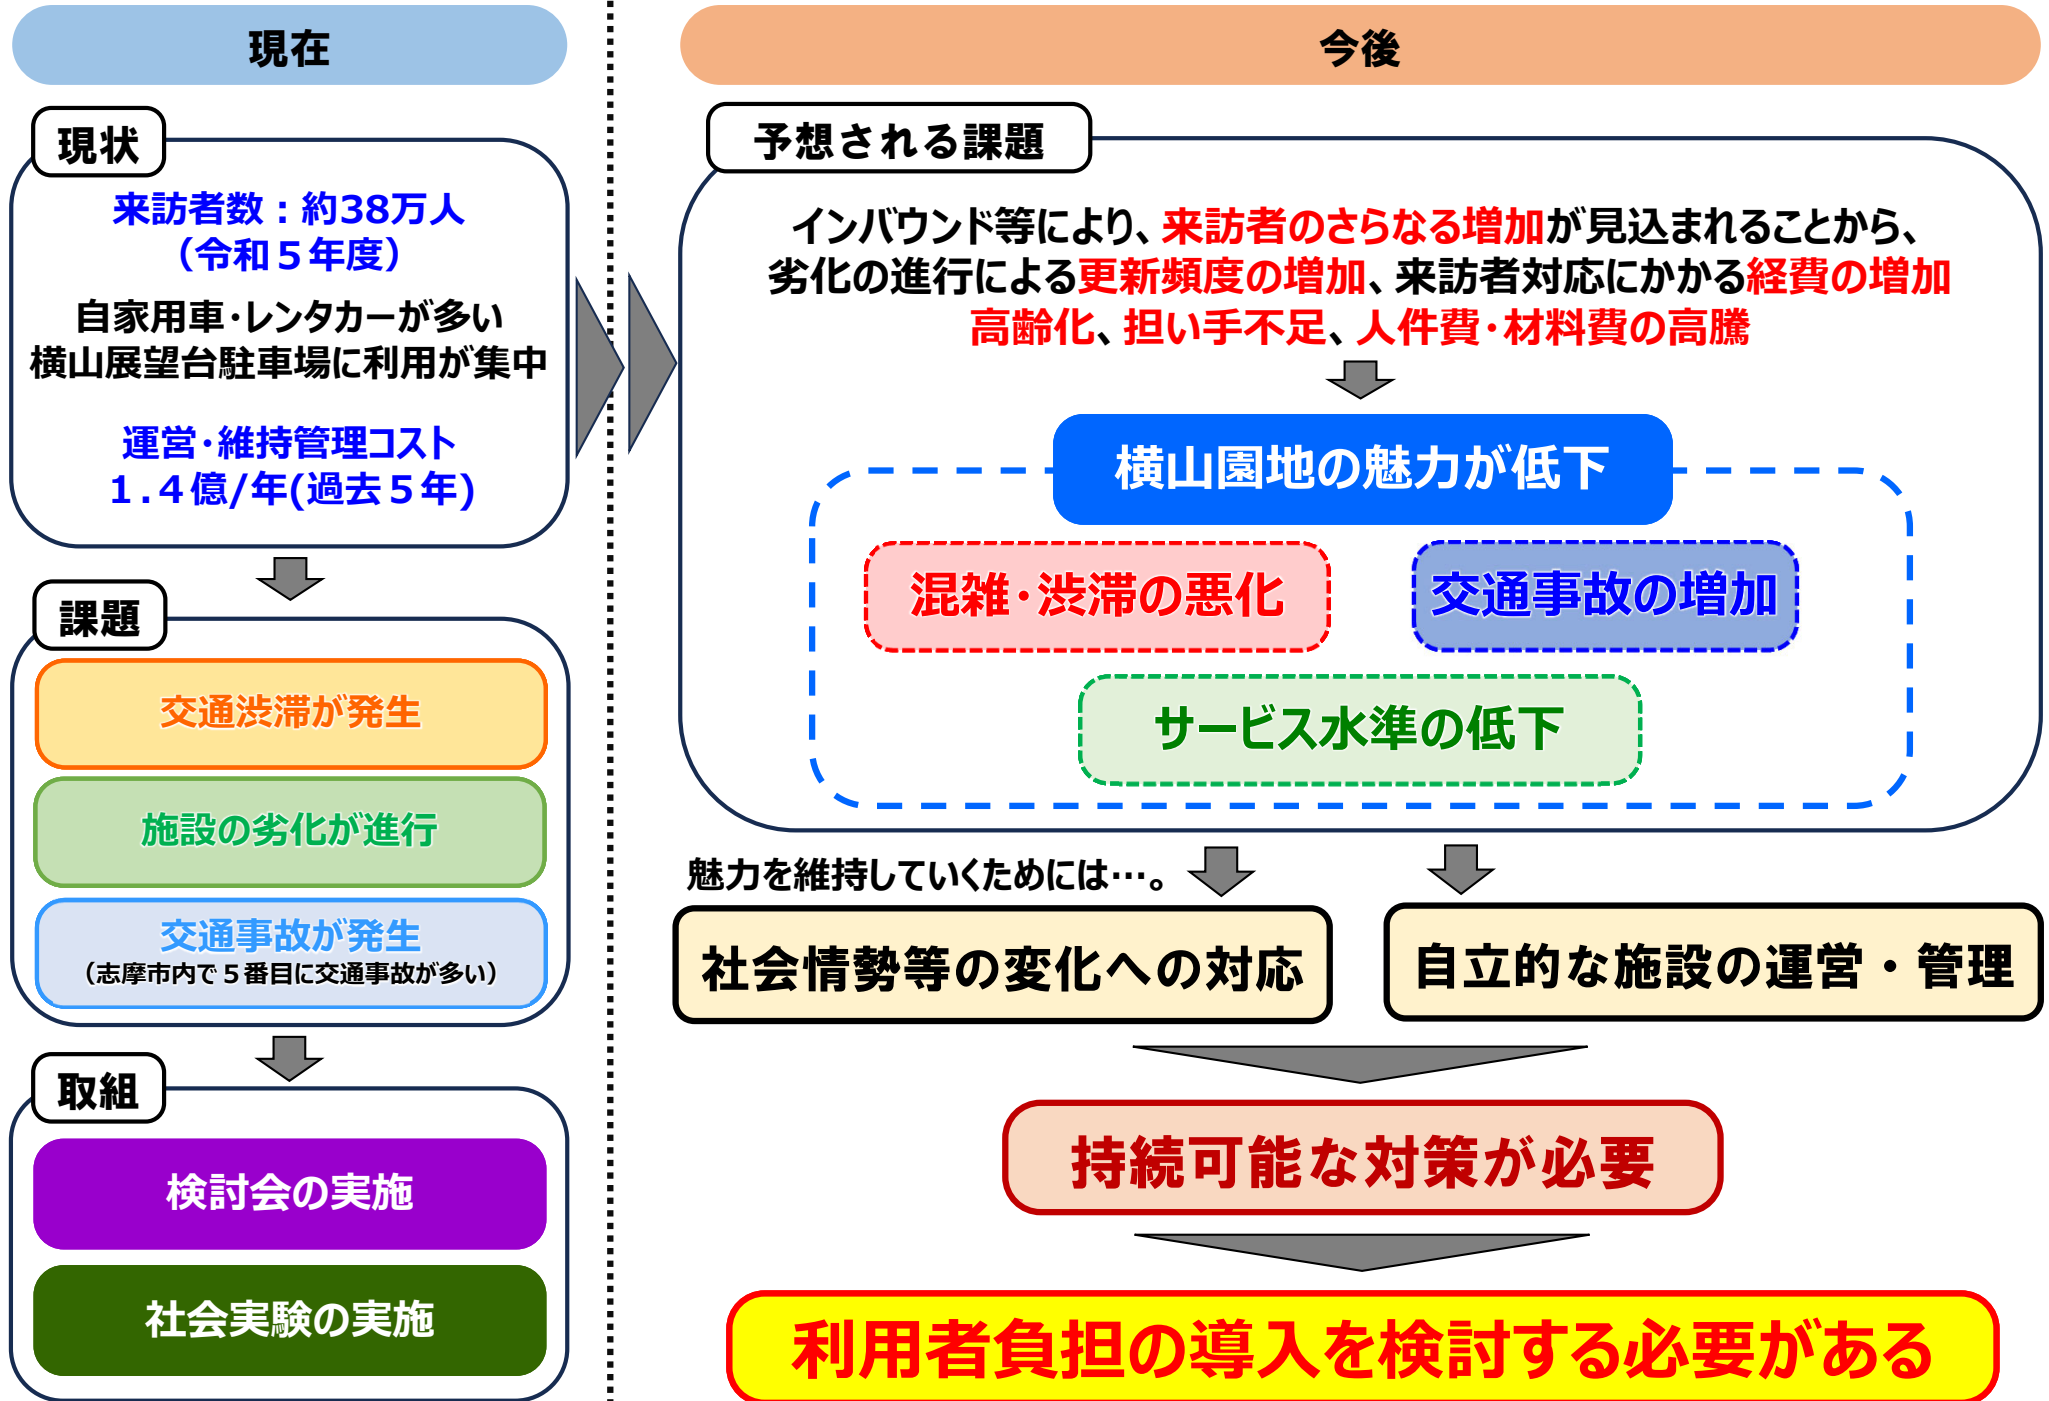 現在
現状
来訪者数：約38万人
（令和５年度）
自家用車・レンタカーが多い
横山展望台駐車場に利用が集中
運営・維持管理コスト
１.４億/年(過去５年)
課題
交通渋滞が発生
施設の劣化が進行
交通事故が発生
（志摩市内で５番目に交通事故が多い）
取組
検討会の実施
社会実験の実施
今後
予想される課題
インバウンド等により、来訪者のさらなる増加が見込まれることから、
劣化の進行による更新頻度の増加、来訪者対応にかかる経費の増加
高齢化、担い手不足、人件費・材料費の高騰
横山園地の魅力が低下
混雑・渋滞の悪化
交通事故の増加
サービス水準の低下
魅力を維持していくためには…。
社会情勢等の変化への対応
自立的な施設の運営・管理
持続可能な対策が必要
利用者負担の導入を検討する必要がある